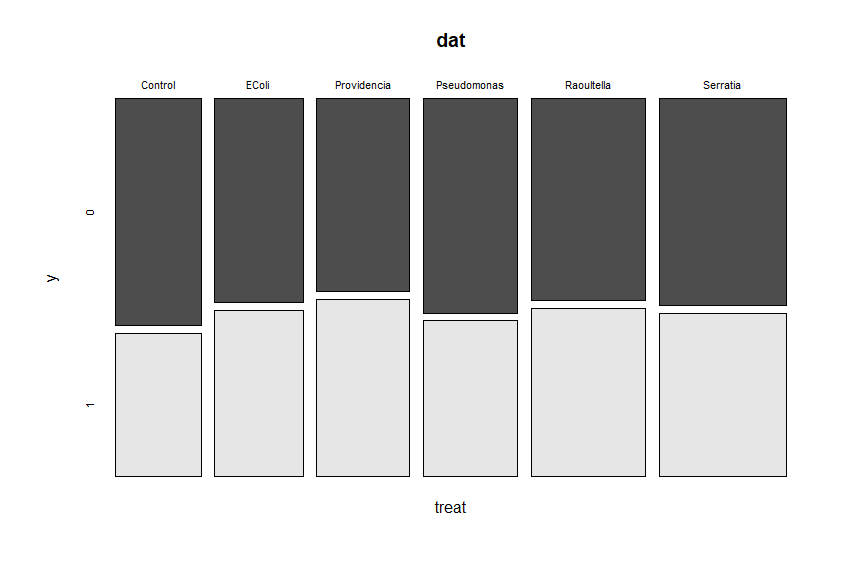 dat
Control EColi Providencia Pseudomonas Raoultella Serratia
0
y
1
treat